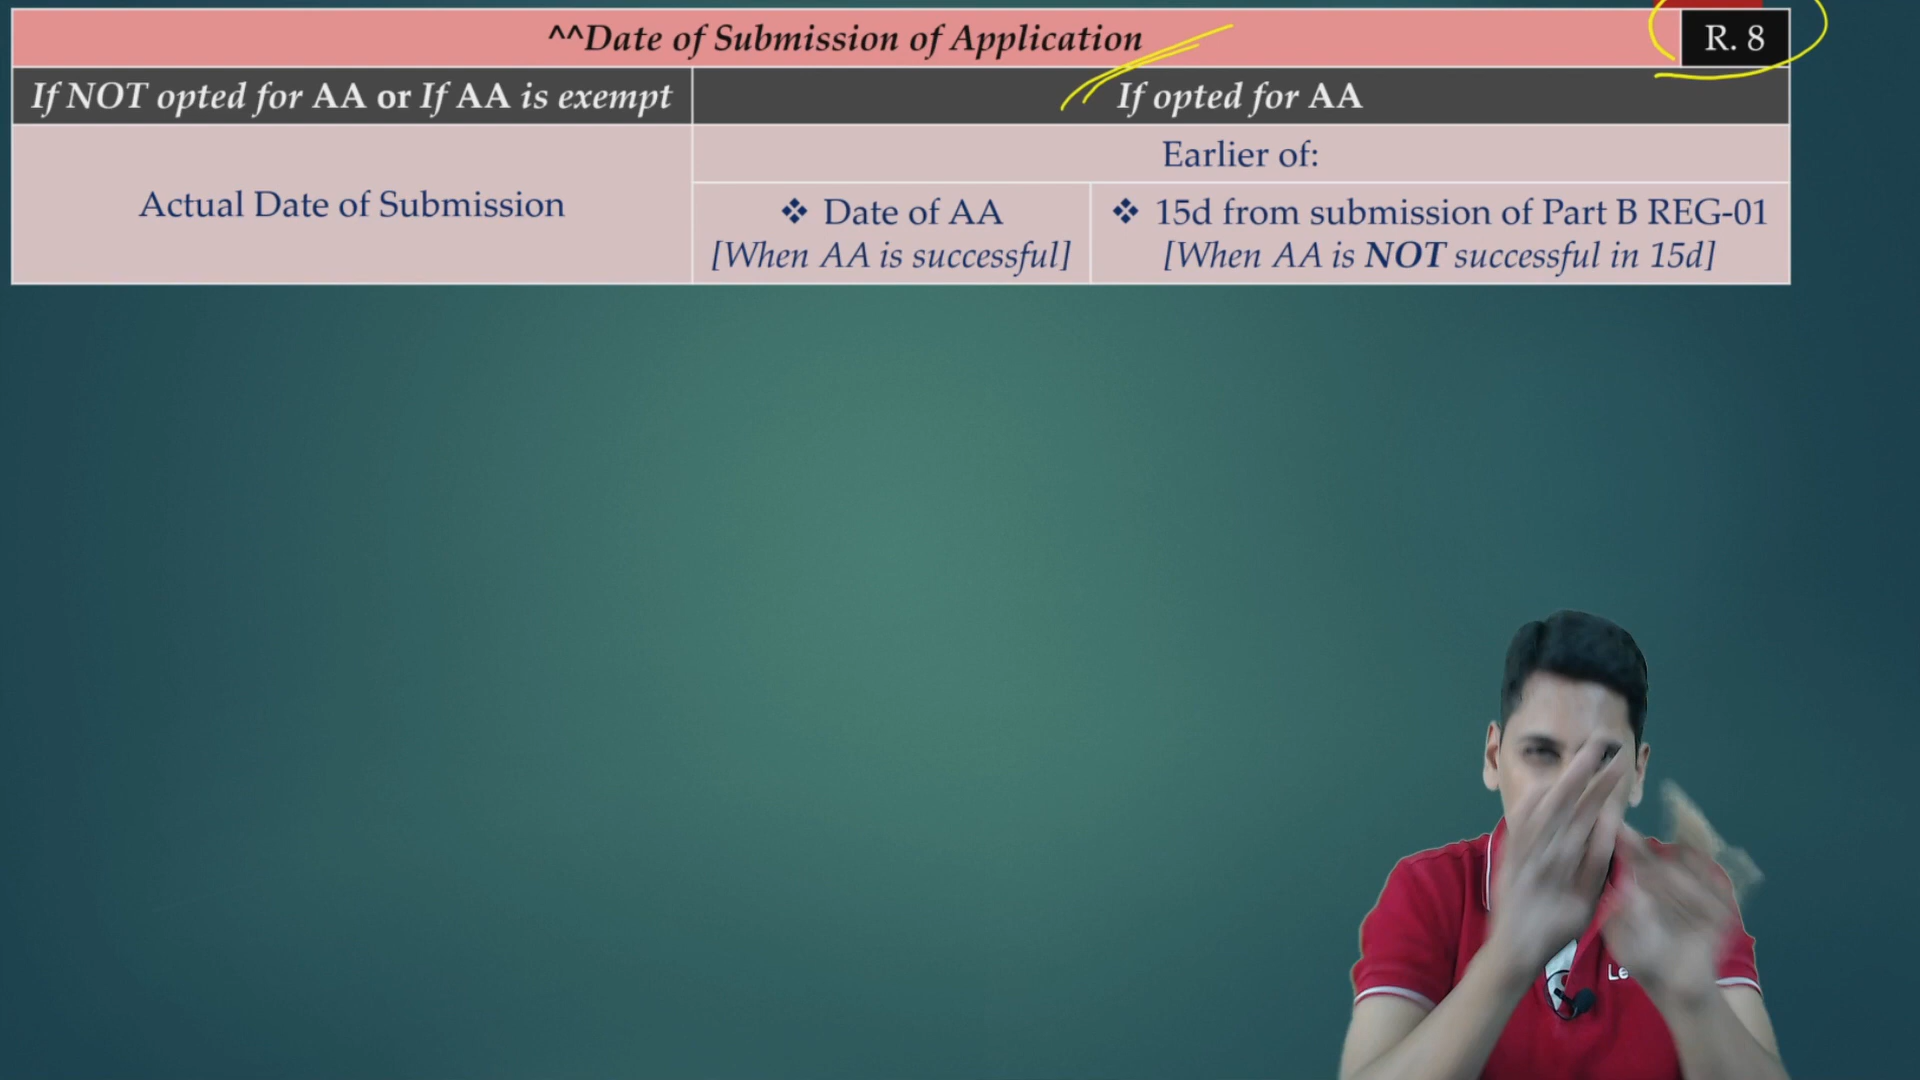 ^^Date of Submission of Application
R. 8
If NOT opted for AA or If AA is exempt
If opted for AA
Actual Date of Submission
Earlier of:
❖ Date of AA
[When AA is successful]
❖ 15d from submission of Part B REG-01
[When AA is NOT successful in 15d]
Le